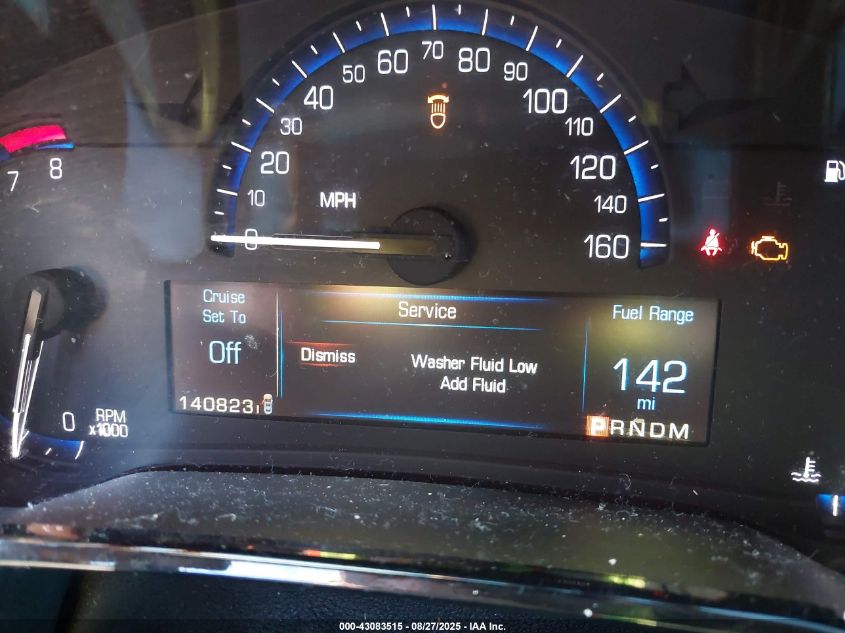 70
60
80
50
90
40
100
30
110
20
120
10
MPH
140
0
160
7
8
Cruise
Set To
Off
Service
Dismiss
Washer Fluid Low
Add Fluid
Fuel Range
142
mi
140823
PRNDM
0
RPM
x1000
000-43083515 - 08/27/2025 - IAA Inc.